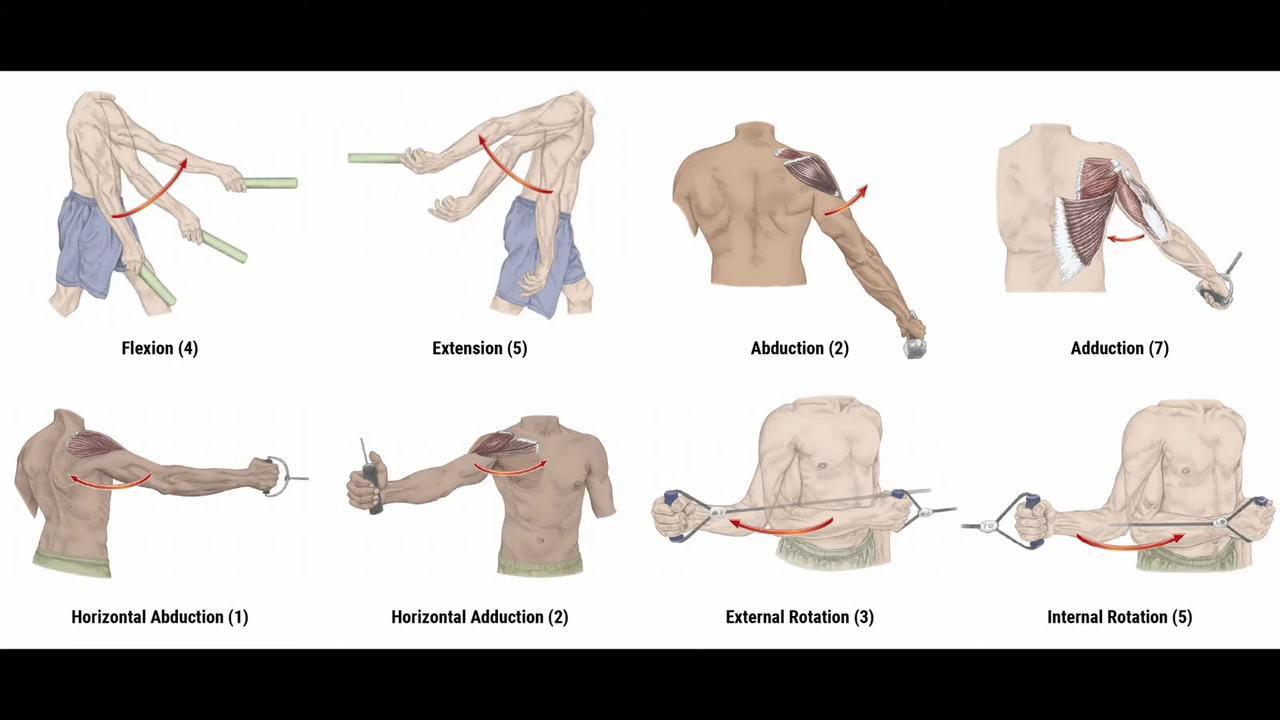 Flexion (4)
Extension (5)
Abduction (2)
Adduction (7)
Horizontal Abduction (1)
Horizontal Adduction (2)
External Rotation (3)
Internal Rotation (5)